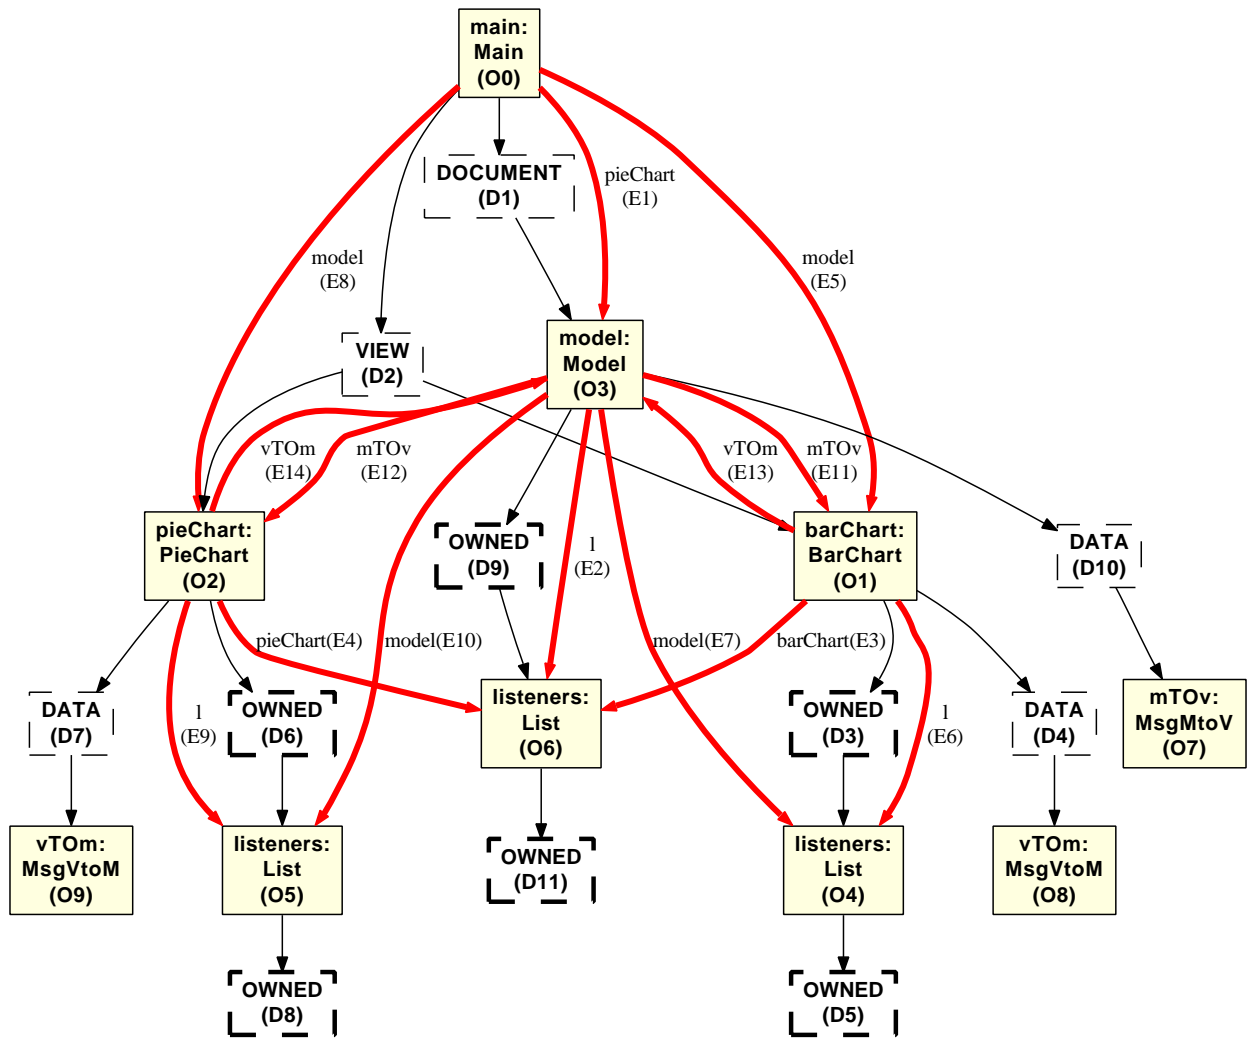 main:
Main
(O0)
DOCUMENT
(D1)
pieChart
(E1)
model
(E8)
model
(E5)
VIEW
(D2)
model:
Model
(O3)
vTOm
(E14)
mTOv
(E12)
vTOm
(E13)
mTOv
(E11)
pieChart:
PieChart
(O2)
OWNED
(D9)
l
(E2)
barChart:
BarChart
(O1)
DATA
(D10)
pieChart(E4)
model(E10)
model(E7)
barChart(E3)
DATA
(D7)
l
(E9)
OWNED
(D6)
listeners:
List
(O6)
OWNED
(D3)
l
(E6)
DATA
(D4)
mTOv:
MsgMtoV
(O7)
vTOm:
MsgVtoM
(O9)
listeners:
List
(O5)
OWNED
(D11)
listeners:
List
(O4)
vTOm:
MsgVtoM
(O8)
OWNED
(D8)
OWNED
(D5)